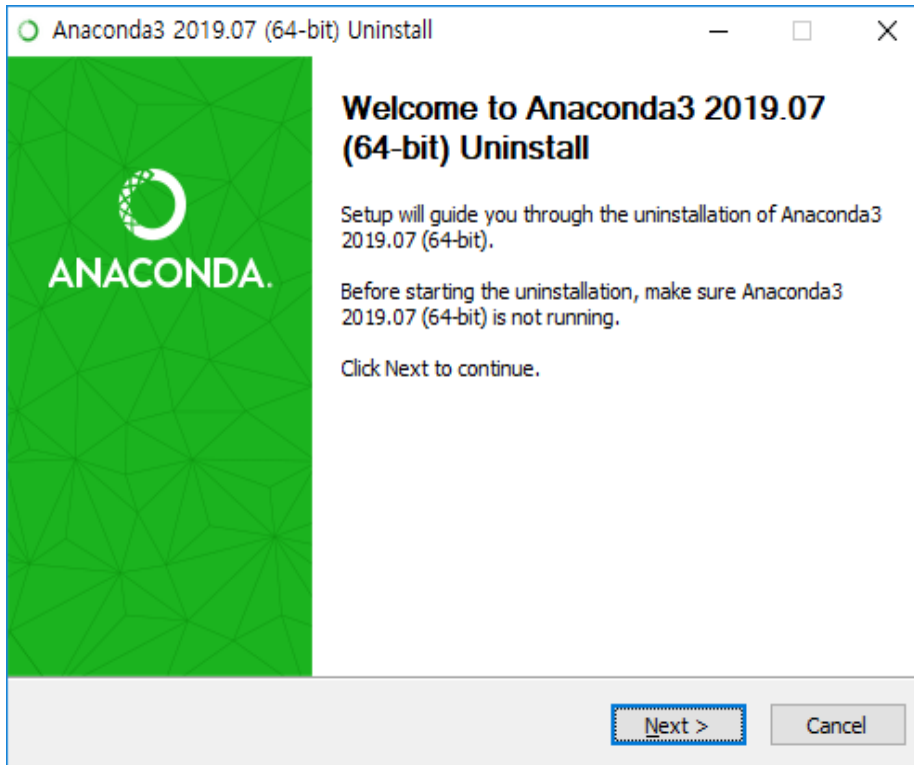 Anaconda3 2019.07 (64-bit) Uninstall
ANACONDA.
Welcome to Anaconda3 2019.07
(64-bit) Uninstall
Setup will guide you through the uninstallation of Anaconda3
2019.07 (64-bit).
Before starting the uninstallation, make sure Anaconda3
2019.07 (64-bit) is not running.
Click Next to continue.
Next >
Cancel